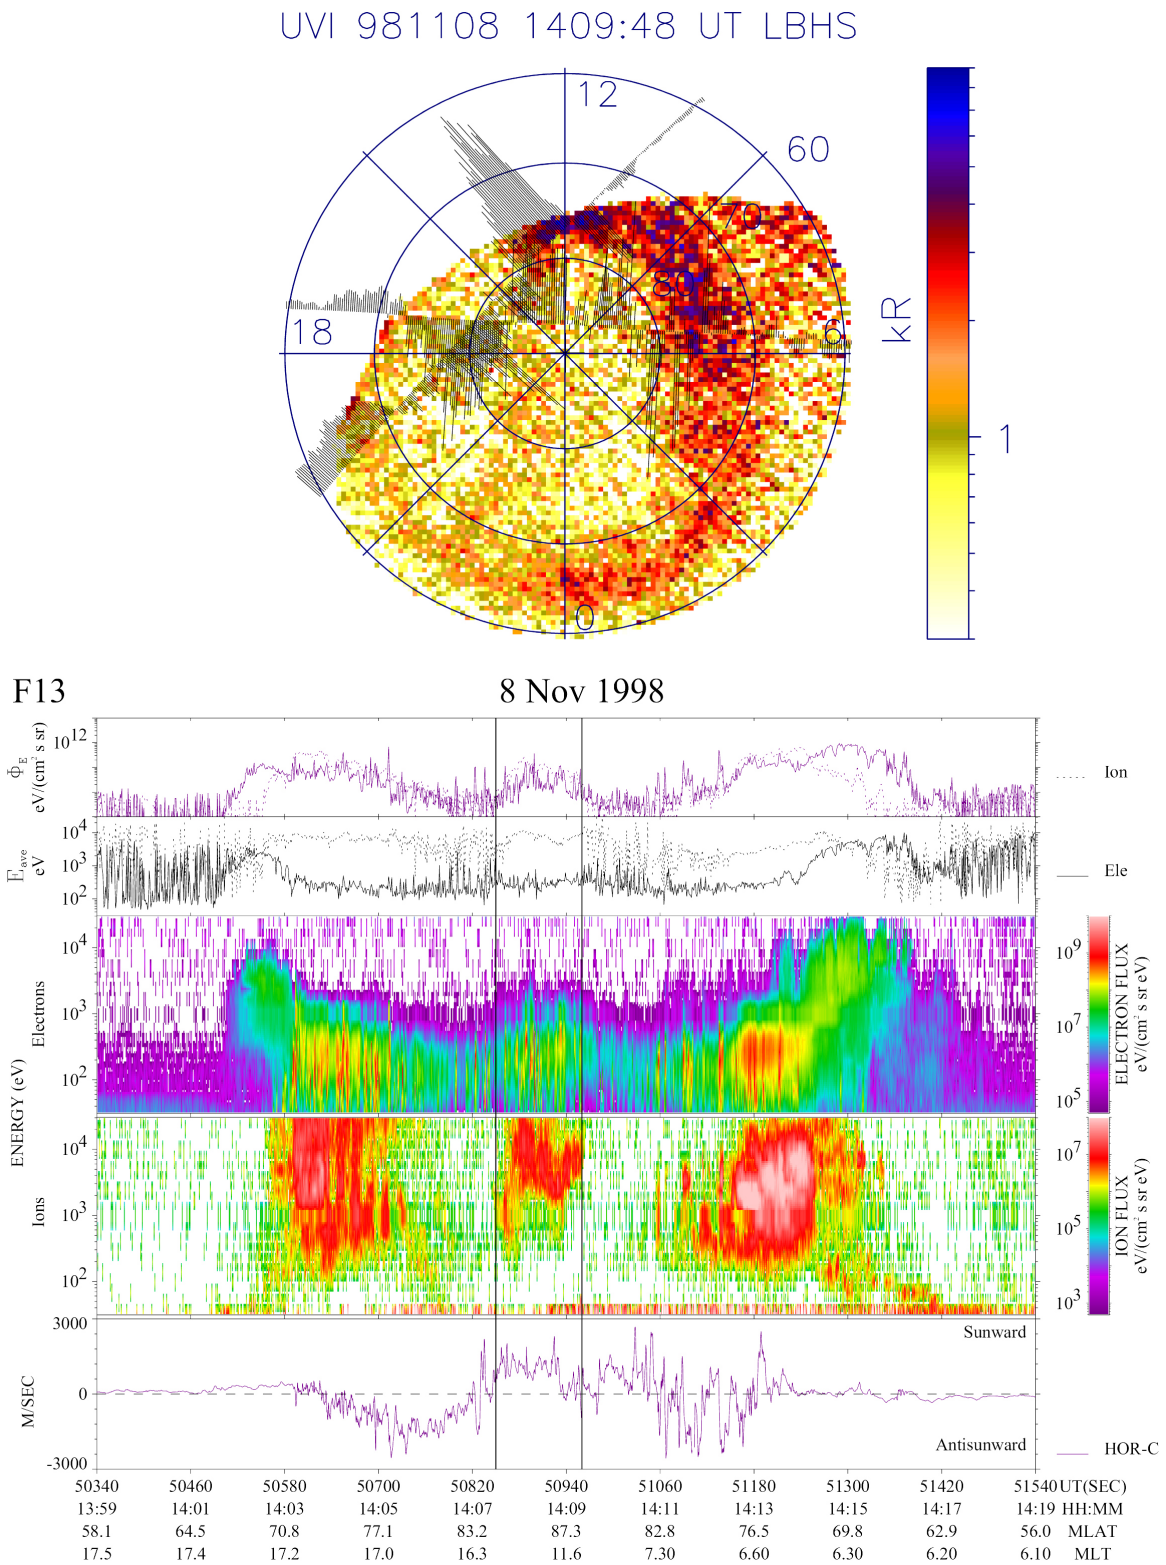 UVI 981108 1409:48 UT LBHS
12
60
70
80
18
6
0
kR
1
F13
8 Nov 1998
Φ_E
eV/(cm² s sr)
10¹²
Ion
E_ave
eV
10⁴
10³
10²
Ele
ENERGY (eV)
Electrons
10⁴
10³
10²
10⁹
10⁷
10⁵
ELECTRON FLUX
eV/(cm² s sr eV)
Ions
10⁴
10³
10²
10⁷
10⁵
10³
ION FLUX
eV/(cm² s sr eV)
M/SEC
3000
0
-3000
Sunward
Antisunward
HOR-C
50340 50460 50580 50705 50820 50940 51060 51180 51300 51420 51540 UT(SEC)
13:59 14:01 14:03 14:05 14:07 14:09 14:11 14:13 14:15 14:17 14:19 HH:MM
58.1 64.5 70.8 77.1 83.2 87.3 82.8 76.5 69.8 62.9 56.0 MLAT
17.5 17.4 17.2 17.0 16.3 11.6 7.30 6.60 6.30 6.20 6.10 MLT